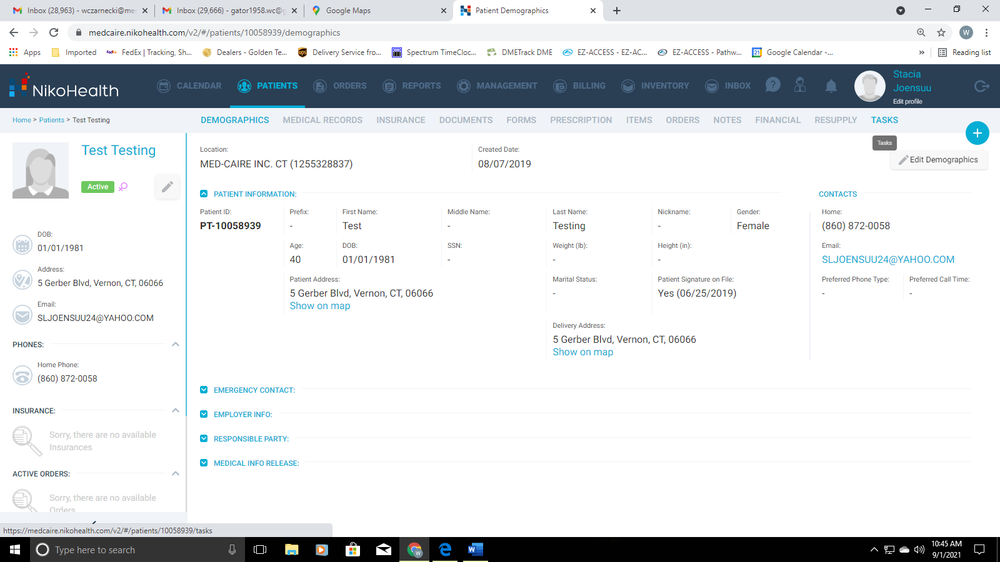 Inbox (28,963) - wczarnecki@me
Inbox (29,666) - gator1958.wc@g
Google Maps
Patient Demographics
medcaire.nikohealth.com/v2/#/patients/10058939/demographics
W
Apps
Imported
FedEx | Tracking, Sh...
Dealers - Golden Te...
Delivery Service fro...
Spectrum TimeCloc...
DMETrack DME
EZ-ACCESS - EZ-AC...
EZ-ACCESS - Pathw...
Google Calendar -...
»
Reading list
NikoHealth
CALENDAR
PATIENTS
ORDERS
REPORTS
MANAGEMENT
BILLING
INVENTORY
INBOX
Stacia
Joensuu
Edit profile
Home > Patients > Test Testing
DEMOGRAPHICS
MEDICAL RECORDS
INSURANCE
DOCUMENTS
FORMS
PRESCRIPTION
ITEMS
ORDERS
NOTES
FINANCIAL
RESUPPLY
TASKS
Tasks
Edit Demographics
Test Testing
Active
DOB:
01/01/1981
Address:
5 Gerber Blvd, Vernon, CT, 06066
Email:
SLJOENSUU24@YAHOO.COM
PHONES:
Home Phone:
(860) 872-0058
INSURANCE:
Sorry, there are no available
Insurances
ACTIVE ORDERS:
Sorry, there are no available
Orders
Location:
MED-CAIRE INC. CT (1255328837)
Created Date:
08/07/2019
PATIENT INFORMATION:
Patient ID:
PT-10058939
Prefix:
-
First Name:
Test
Middle Name:
-
Last Name:
Testing
Nickname:
-
Gender:
Female
Age:
40
DOB:
01/01/1981
SSN:
-
Weight (lb):
-
Height (in):
-
Patient Address:
5 Gerber Blvd, Vernon, CT, 06066
Show on map
Marital Status:
-
Patient Signature on File:
Yes (06/25/2019)
Delivery Address:
5 Gerber Blvd, Vernon, CT, 06066
Show on map
CONTACTS
Home:
(860) 872-0058
Email:
SLJOENSUU24@YAHOO.COM
Preferred Phone Type:
-
Preferred Call Time:
-
EMERGENCY CONTACT:
EMPLOYER INFO:
RESPONSIBLE PARTY:
MEDICAL INFO RELEASE:
https://medcaire.nikohealth.com/v2/#/patients/10058939/tasks
Type here to search
10:45 AM
9/1/2021